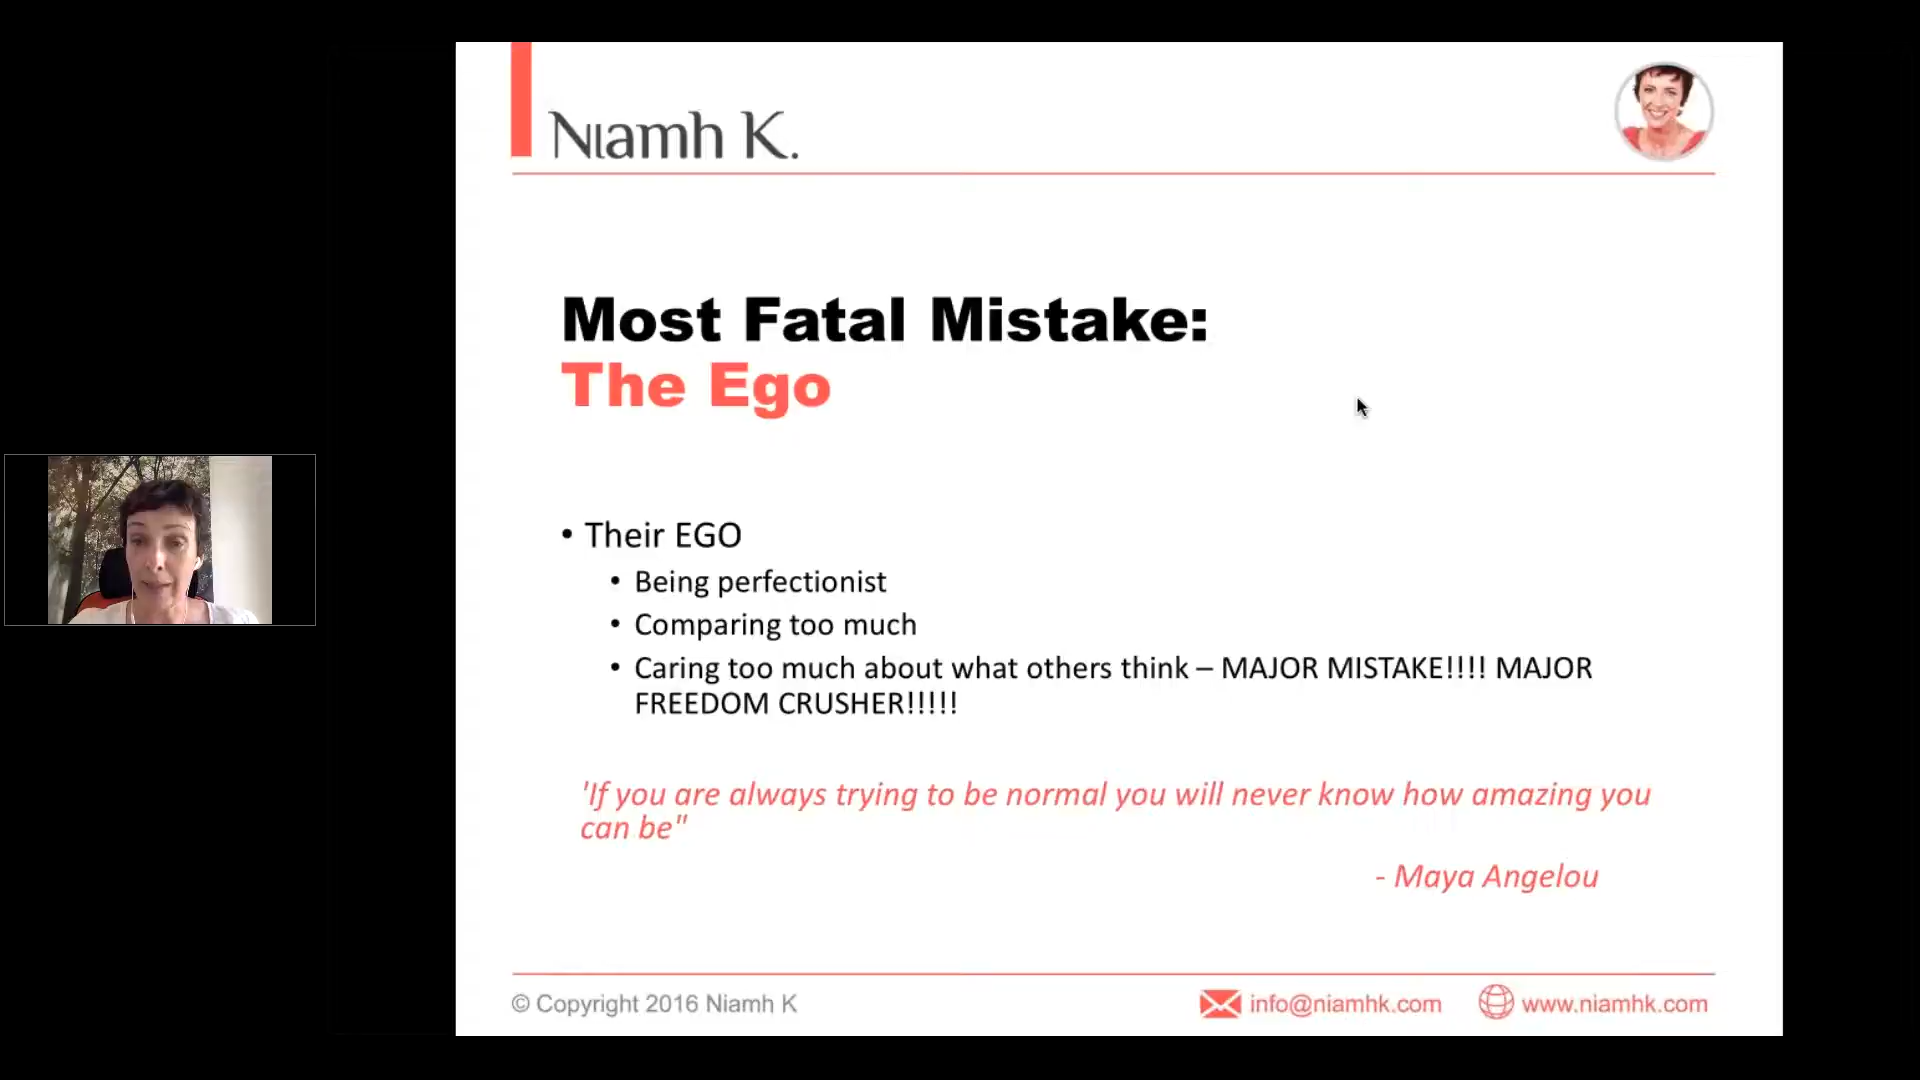 Niamh K.
Most Fatal Mistake:
The Ego
• Their EGO
• Being perfectionist
• Comparing too much
• Caring too much about what others think – MAJOR MISTAKE!!!! MAJOR
FREEDOM CRUSHER!!!!!
'If you are always trying to be normal you will never know how amazing you
can be"
- Maya Angelou
© Copyright 2016 Niamh K
info@niamhk.com
www.niamhk.com